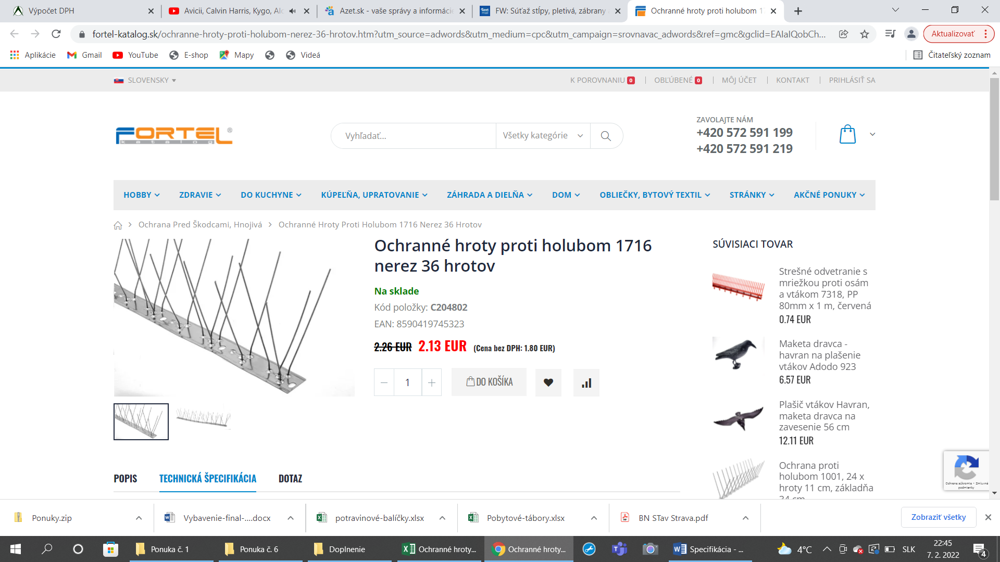 Výpočet DPH
Avicii, Calvin Harris, Kygo, Alo
Azet.sk - vaše správy a informácie
FW: Súťaž stĺpy, pletivá, zábrany a
Ochranné hroty proti holubom 17
fortel-katalog.sk/ochranne-hroty-proti-holubom-nerez-36-hrotov.htm?utm_source=adwords&utm_medium=cpc&utm_campaign=srovnavac_adwords&ref=gmc&gclid=EAIaIQobCh...
Aktualizovať
Aplikácie
Gmail
YouTube
E-shop
Mapy
Videá
Čitateľský zoznam
SLOVENSKY
K POROVNANIU 0
OBĽÚBENÉ 0
MÔJ ÚČET
KONTAKT
PRIHLÁSIŤ SA
FORTEL®
katalog
Vyhľadať...
Všetky kategórie
ZAVOLAJTE NÁM
+420 572 591 199
+420 572 591 219
HOBBY
ZDRAVIE
DO KUCHYNE
KÚPEĽŇA, UPRATOVANIE
ZÁHRADA A DIELŇA
DOM
OBLIEČKY, BYTOVÝ TEXTIL
STRÁNKY
AKČNÉ PONUKY
Ochrana Pred Škodcami, Hnojivá
Ochranné Hroty Proti Holubom 1716 Nerez 36 Hrotov
Ochranné hroty proti holubom 1716
nerez 36 hrotov
Na sklade
Kód položky: C204802
EAN: 8590419745323
2.26 EUR 2.13 EUR (Cena bez DPH: 1.80 EUR)
1
DO KOŠÍKA
SÚVISIACI TOVAR
Strešné odvetranie s
mriežkou proti osám
a vtákom 7318, PP
80mm x 1 m, červená
0.74 EUR
Maketa dravca -
havran na plašenie
vtákov Adodo 923
6.57 EUR
Plašič vtákov Havran,
maketa dravca na
zavesenie 56 cm
12.11 EUR
Ochrana proti
holubom 1001, 24 x
hroty 11 cm, základňa
34 cm
Ochrana súkromia - Zmluvné
podmienky
POPIS
TECHNICKÁ ŠPECIFIKÁCIA
DOTAZ
Ponuky.zip
Vybavenie-final-....docx
potravinové-balíčky.xlsx
Pobytové-tábory.xlsx
BN STav Strava.pdf
Zobraziť všetky
Ponuka č. 1
Ponuka č. 6
Doplnenie
Ochranné hroty...
Ochranné hroty...
Specifikácia - ...
4°C
SLK
22:45
7. 2. 2022
4